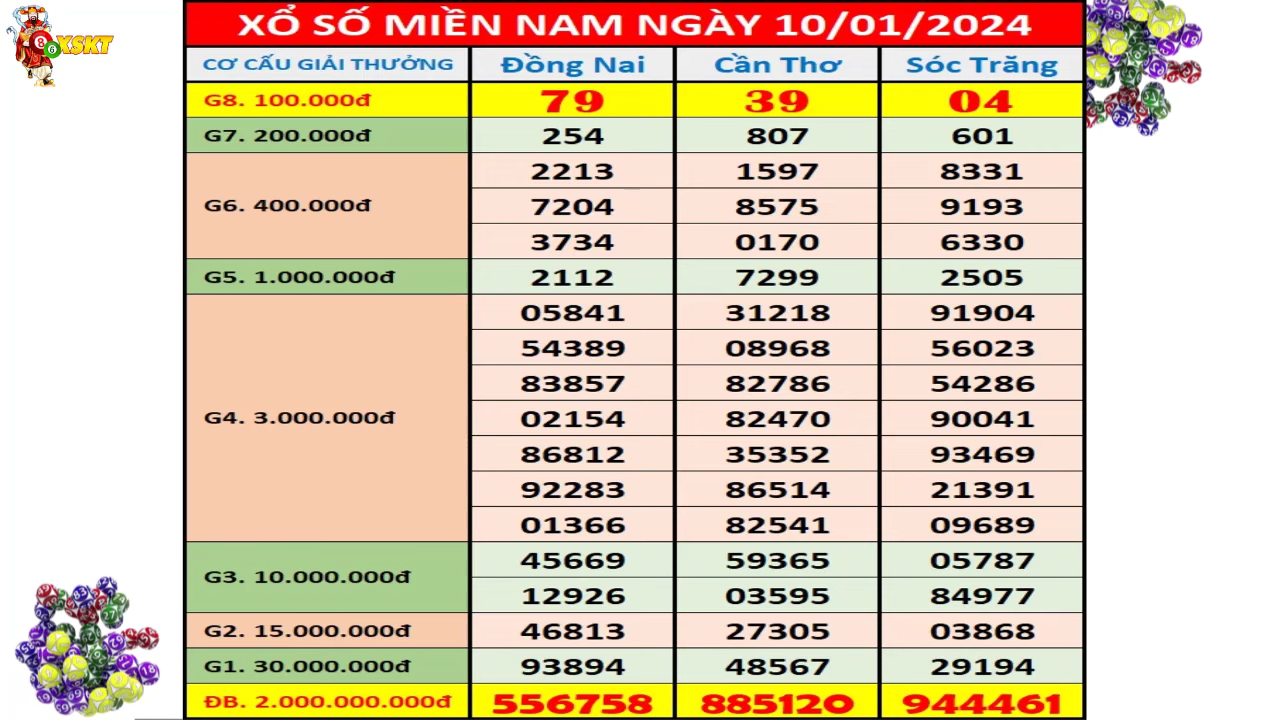 XSKT
86
XỔ SỐ MIỀN NAM NGÀY 10/01/2024
CƠ CẤU GIẢI THƯỞNG Đồng Nai Cần Thơ Sóc Trăng
G8. 100.000đ 79 39 04
G7. 200.000đ 254 807 601
2213 1597 8331
G6. 400.000đ 7204 8575 9193
3734 0170 6330
G5. 1.000.000đ 2112 7299 2505
05841 31218 91904
54389 08968 56023
83857 82786 54286
G4. 3.000.000đ 02154 82470 90041
86812 35352 93469
92283 86514 21391
01366 82541 09689
G3. 10.000.000đ 45669 59365 05787
12926 03595 84977
G2. 15.000.000đ 46813 27305 03868
G1. 30.000.000đ 93894 48567 29194
ĐB. 2.000.000.000đ 556758 885120 944461